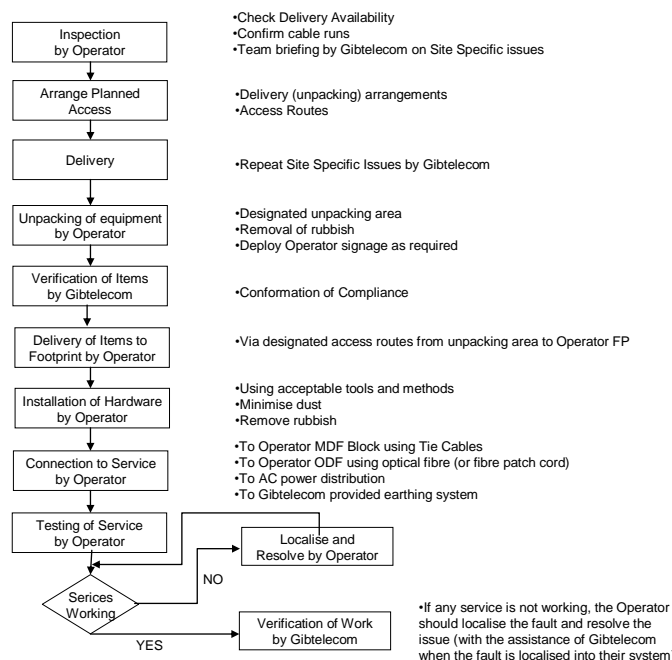 Inspection
by Operator
•Check Delivery Availability
•Confirm cable runs
•Team briefing by Gibtelecom on Site Specific issues
Arrange Planned
Access
•Delivery (unpacking) arrangements
•Access Routes
Delivery
•Repeat Site Specific Issues by Gibtelecom
Unpacking of equipment
by Operator
•Designated unpacking area
•Removal of rubbish
•Deploy Operator signage as required
Verification of Items
by Gibtelecom
•Conformation of Compliance
Delivery of Items to
Footprint by Operator
•Via designated access routes from unpacking area to Operator FP
Installation of Hardware
by Operator
•Using acceptable tools and methods
•Minimise dust
•Remove rubbish
Connection to Service
by Operator
•To Operator MDF Block using Tie Cables
•To Operator ODF using optical fibre (or fibre patch cord)
•To AC power distribution
•To Gibtelecom provided earthing system
Testing of Service
by Operator
Localise and
Resolve by Operator
NO
Serices
Working
YES
Verification of Work
by Gibtelecom
•If any service is not working, the Operator
should localise the fault and resolve the
issue (with the assistance of Gibtelecom
when the fault is localised into their system